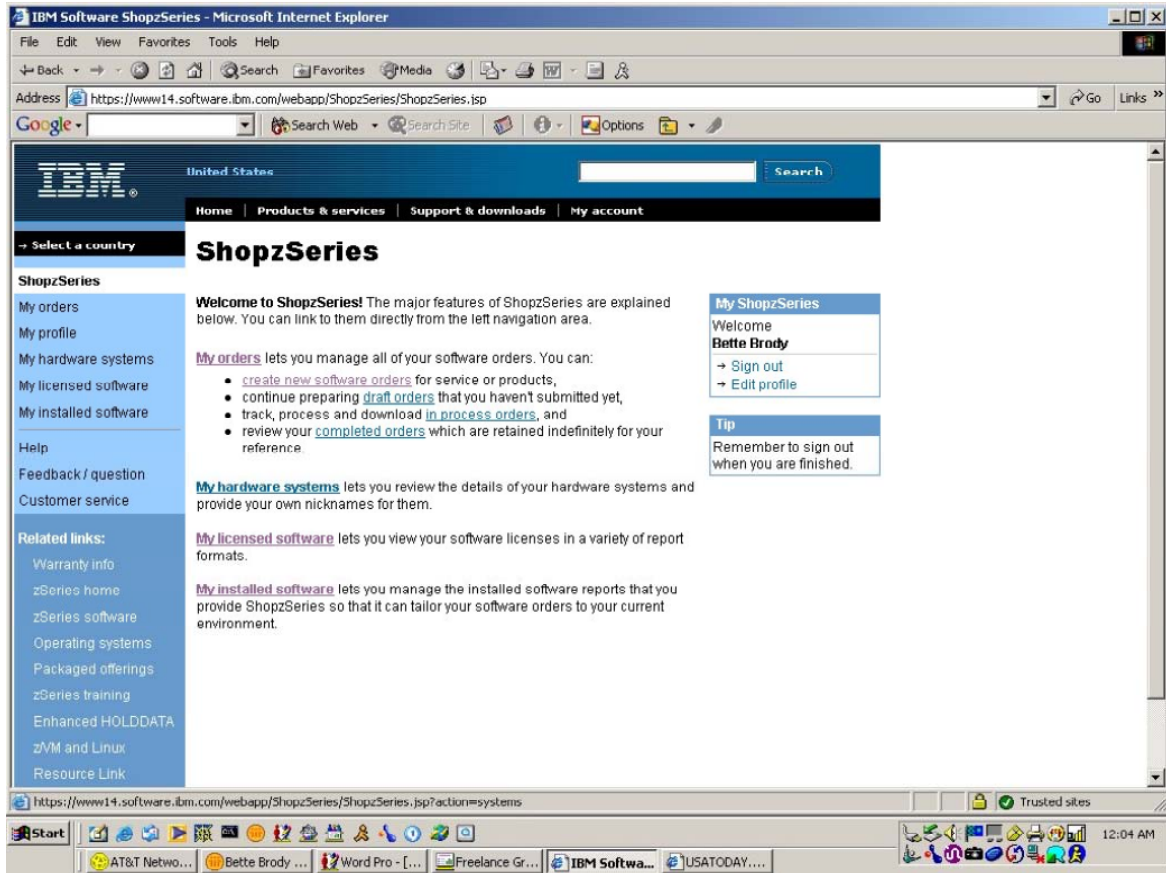 IBM Software ShopzSeries - Microsoft Internet Explorer
File Edit View Favorites Tools Help
Back Search Favorites Media
Address https://www14.software.ibm.com/webapp/ShopzSeries/ShopzSeries.jsp Go Links »
Google Search Web Search Site Options
IBM®
United States
Search
Home | Products & services | Support & downloads | My account
→ Select a country
ShopzSeries
My orders
My profile
My hardware systems
My licensed software
My installed software
Help
Feedback / question
Customer service
Related links:
Warranty info
zSeries home
zSeries software
Operating systems
Packaged offerings
zSeries training
Enhanced HOLDDATA
z/VM and Linux
Resource Link
ShopzSeries
Welcome to ShopzSeries! The major features of ShopzSeries are explained
below. You can link to them directly from the left navigation area.
My orders lets you manage all of your software orders. You can:
• create new software orders for service or products,
• continue preparing draft orders that you haven't submitted yet,
• track, process and download in process orders, and
• review your completed orders which are retained indefinitely for your
reference.
My hardware systems lets you review the details of your hardware systems and
provide your own nicknames for them.
My licensed software lets you view your software licenses in a variety of report
formats.
My installed software lets you manage the installed software reports that you
provide ShopzSeries so that it can tailor your software orders to your current
environment.
My ShopzSeries
Welcome
Bette Brody
→ Sign out
→ Edit profile
Tip
Remember to sign out
when you are finished.
https://www14.software.ibm.com/webapp/ShopzSeries/ShopzSeries.jsp?action=systems Trusted sites
Start 12:04 AM
AT&T Netwo... Bette Brody ... Word Pro - [... Freelance Gr... IBM Softwa... USATODAY....